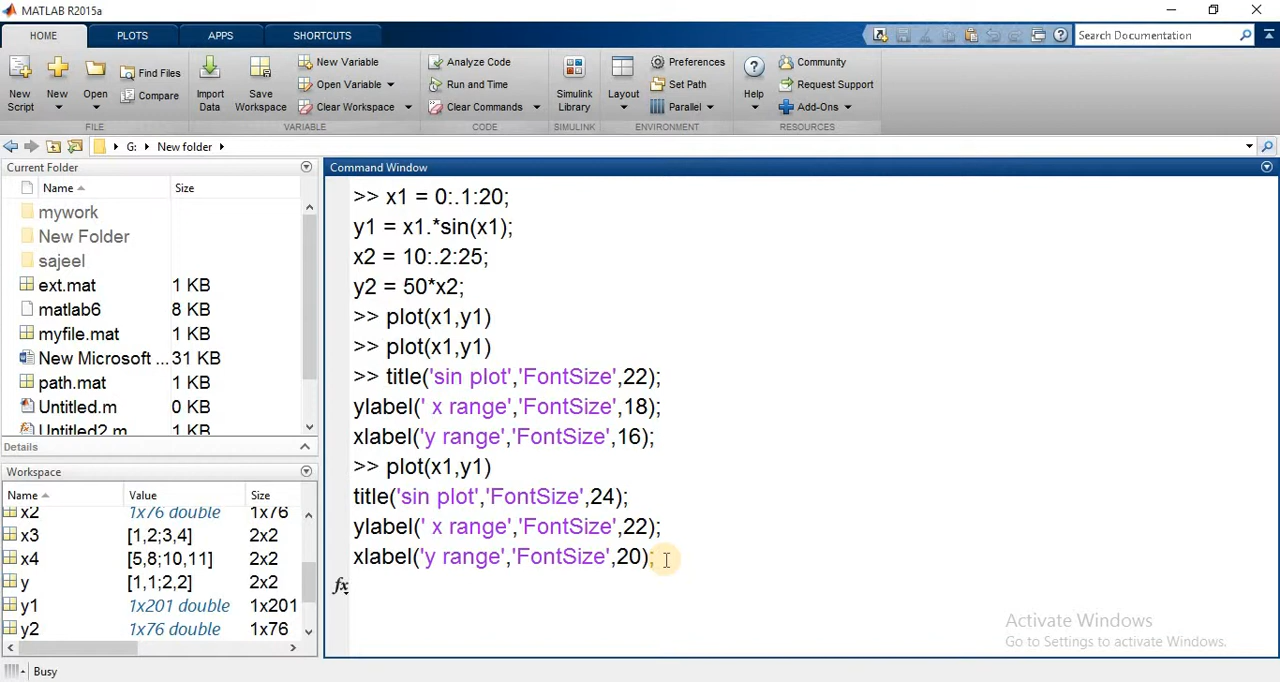 MATLAB R2015a
HOME PLOTS APPS SHORTCUTS
Search Documentation
New Script
New
Open
Find Files
Compare
FILE
Import Data
Save Workspace
New Variable
Open Variable
Clear Workspace
VARIABLE
Analyze Code
Run and Time
Clear Commands
CODE
Simulink Library
SIMULINK
Layout
Preferences
Set Path
Parallel
ENVIRONMENT
Help
Community
Request Support
Add-Ons
RESOURCES
G: New folder
Current Folder
Name Size
mywork
New Folder
sajeel
ext.mat 1 KB
matlab6 8 KB
myfile.mat 1 KB
New Microsoft ... 31 KB
path.mat 1 KB
Untitled.m 0 KB
Untitled2.m 1 KB
Details
Workspace
Name Value Size
x2 1x76 double 1x76
x3 [1,2;3,4] 2x2
x4 [5,8;10,11] 2x2
y [1,1;2,2] 2x2
y1 1x201 double 1x201
y2 1x76 double 1x76
Command Window
>> x1 = 0:.1:20;
y1 = x1.*sin(x1);
x2 = 10:.2:25;
y2 = 50*x2;
>> plot(x1,y1)
>> plot(x1,y1)
>> title('sin plot','FontSize',22);
ylabel(' x range','FontSize',18);
xlabel('y range','FontSize',16);
>> plot(x1,y1)
title('sin plot','FontSize',24);
ylabel(' x range','FontSize',22);
xlabel('y range','FontSize',20);
fx
Activate Windows
Go to Settings to activate Windows.
Busy